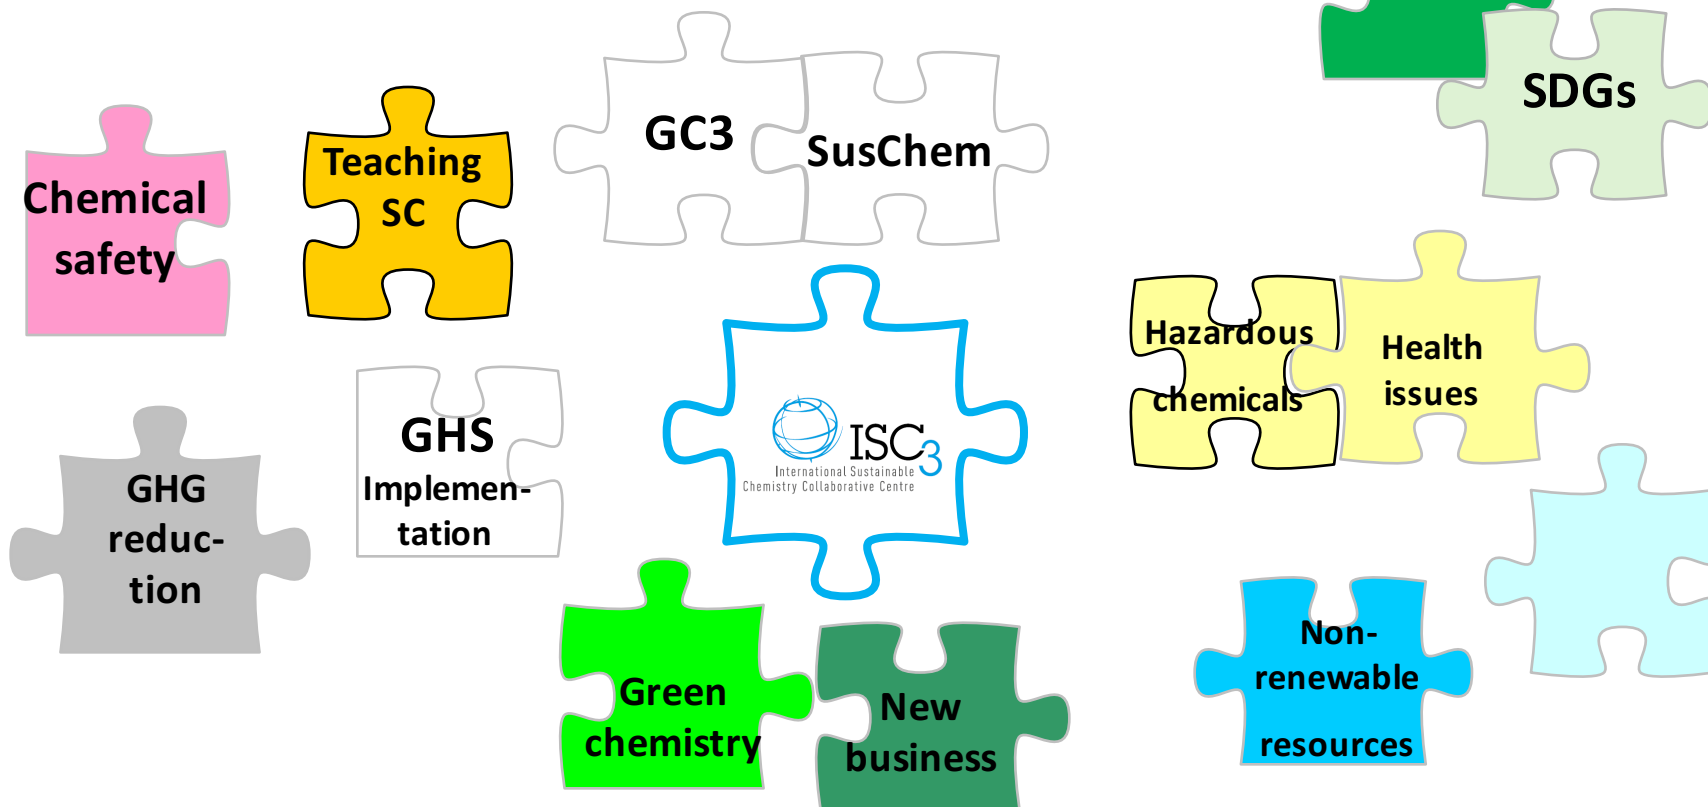 SDGs
GC3
SusChem
Teaching
SC
Chemical
safety
Hazardous
chemicals
Health
issues
ISC3
International Sustainable
Chemistry Collaborative Centre
GHS
Implemen-
tation
GHG
reduc-
tion
Green
chemistry
New
business
Non-
renewable
resources